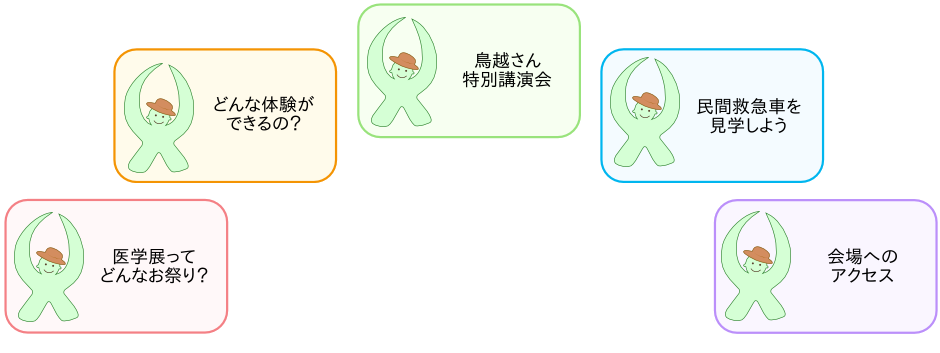 鳥越さん
特別講演会
どんな体験が
できるの？
民間救急車を
見学しよう
医学展って
どんなお祭り？
会場への
アクセス